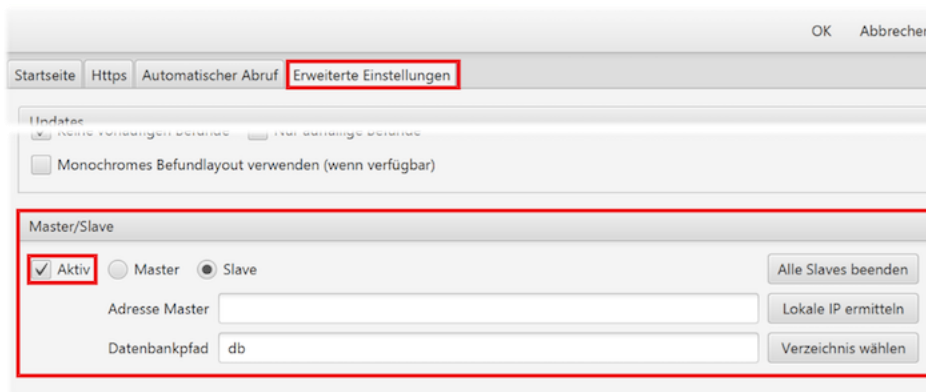 OK Abbrechen
Startseite Https Automatischer Abruf Erweiterte Einstellungen
Updates
Monochromes Befundlayout verwenden (wenn verfügbar)
Master/Slave
Aktiv Master Slave Alle Slaves beenden
Adresse Master Lokale IP ermitteln
Datenbankpfad db Verzeichnis wählen